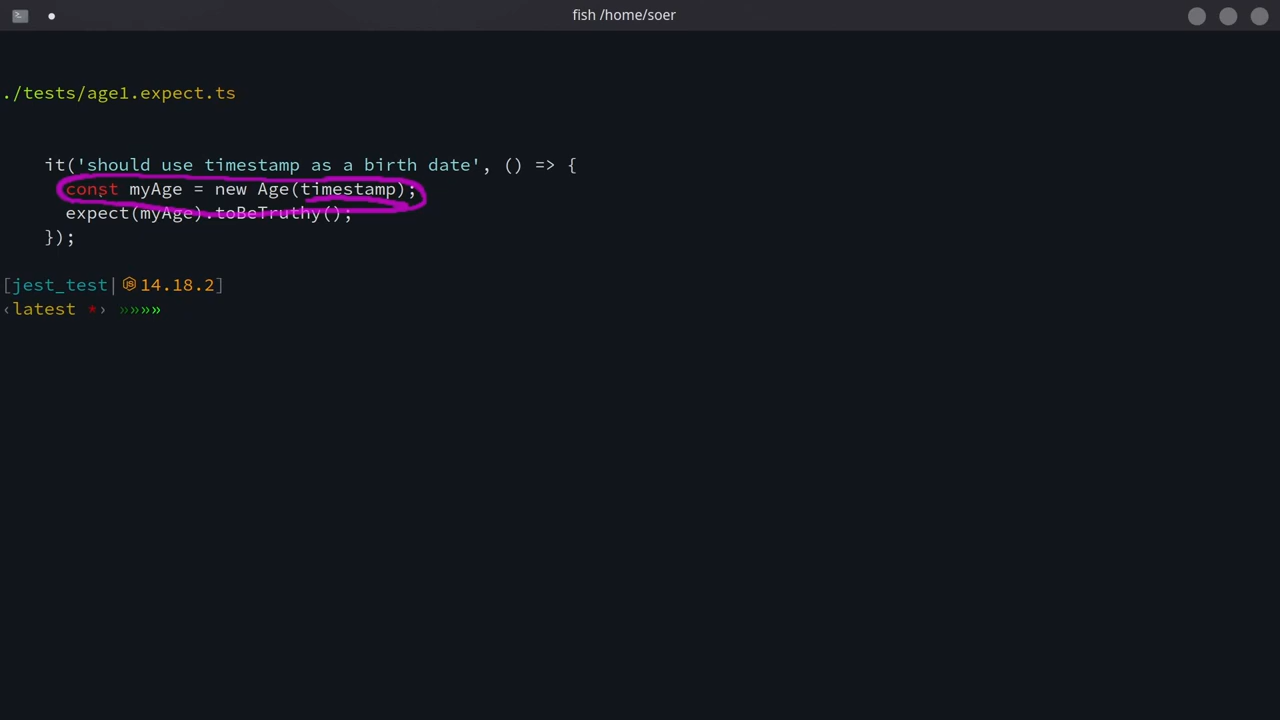 fish /home/soer
./tests/age1.expect.ts
it('should use timestamp as a birth date', () => {
const myAge = new Age(timestamp);
expect(myAge).toBeTruthy();
});
[jest_test|14.18.2]
‹latest *› »»»»